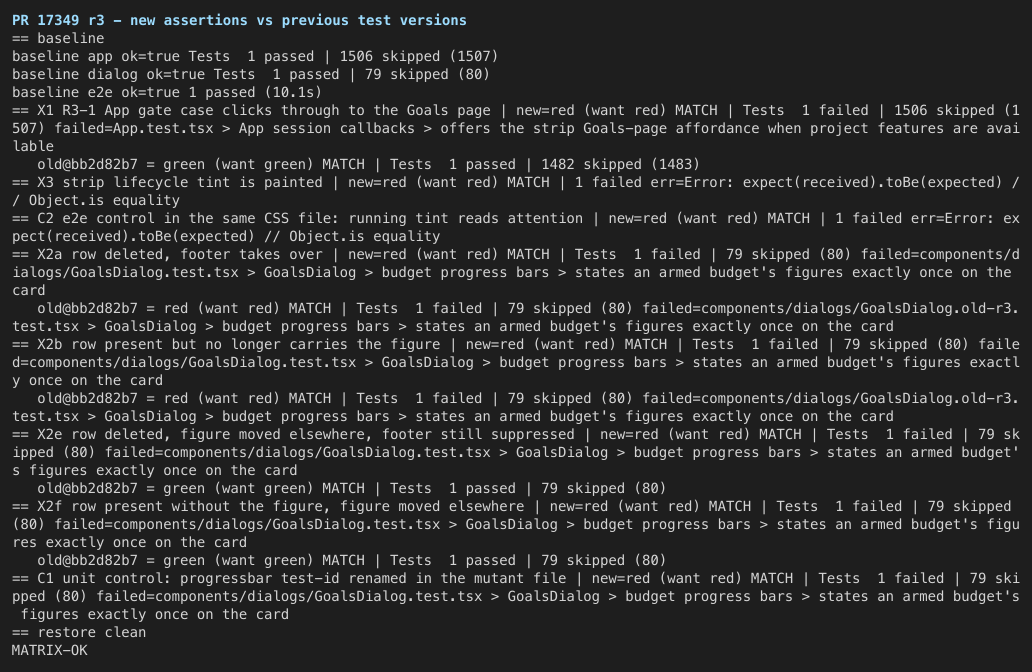 PR 17349 r3 — new assertions vs previous test versions
== baseline
baseline app ok=true Tests  1 passed | 1506 skipped (1507)
baseline dialog ok=true Tests  1 passed | 79 skipped (80)
baseline e2e ok=true 1 passed (10.1s)
== X1 R3-1 App gate case clicks through to the Goals page | new=red (want red) MATCH | Tests  1 failed | 1506 skipped (1
507) failed=App.test.tsx > App session callbacks > offers the strip Goals-page affordance when project features are avai
lable
   old@bb2d82b7 = green (want green) MATCH | Tests  1 passed | 1482 skipped (1483)
== X3 strip lifecycle tint is painted | new=red (want red) MATCH | 1 failed err=Error: expect(received).toBe(expected) /
/ Object.is equality
== C2 e2e control in the same CSS file: running tint reads attention | new=red (want red) MATCH | 1 failed err=Error: ex
pect(received).toBe(expected) // Object.is equality
== X2a row deleted, footer takes over | new=red (want red) MATCH | Tests  1 failed | 79 skipped (80) failed=components/d
ialogs/GoalsDialog.test.tsx > GoalsDialog > budget progress bars > states an armed budget's figures exactly once on the
card
   old@bb2d82b7 = red (want red) MATCH | Tests  1 failed | 79 skipped (80) failed=components/dialogs/GoalsDialog.old-r3.
test.tsx > GoalsDialog > budget progress bars > states an armed budget's figures exactly once on the card
== X2b row present but no longer carries the figure | new=red (want red) MATCH | Tests  1 failed | 79 skipped (80) faile
d=components/dialogs/GoalsDialog.test.tsx > GoalsDialog > budget progress bars > states an armed budget's figures exactl
y once on the card
   old@bb2d82b7 = red (want red) MATCH | Tests  1 failed | 79 skipped (80) failed=components/dialogs/GoalsDialog.old-r3.
test.tsx > GoalsDialog > budget progress bars > states an armed budget's figures exactly once on the card
== X2e row deleted, figure moved elsewhere, footer still suppressed | new=red (want red) MATCH | Tests  1 failed | 79 sk
ipped (80) failed=components/dialogs/GoalsDialog.test.tsx > GoalsDialog > budget progress bars > states an armed budget'
s figures exactly once on the card
   old@bb2d82b7 = green (want green) MATCH | Tests  1 passed | 79 skipped (80)
== X2f row present without the figure, figure moved elsewhere | new=red (want red) MATCH | Tests  1 failed | 79 skipped
(80) failed=components/dialogs/GoalsDialog.test.tsx > GoalsDialog > budget progress bars > states an armed budget's figu
res exactly once on the card
   old@bb2d82b7 = green (want green) MATCH | Tests  1 passed | 79 skipped (80)
== C1 unit control: progressbar test-id renamed in the mutant file | new=red (want red) MATCH | Tests  1 failed | 79 ski
pped (80) failed=components/dialogs/GoalsDialog.test.tsx > GoalsDialog > budget progress bars > states an armed budget's
 figures exactly once on the card
== restore clean
MATRIX-OK